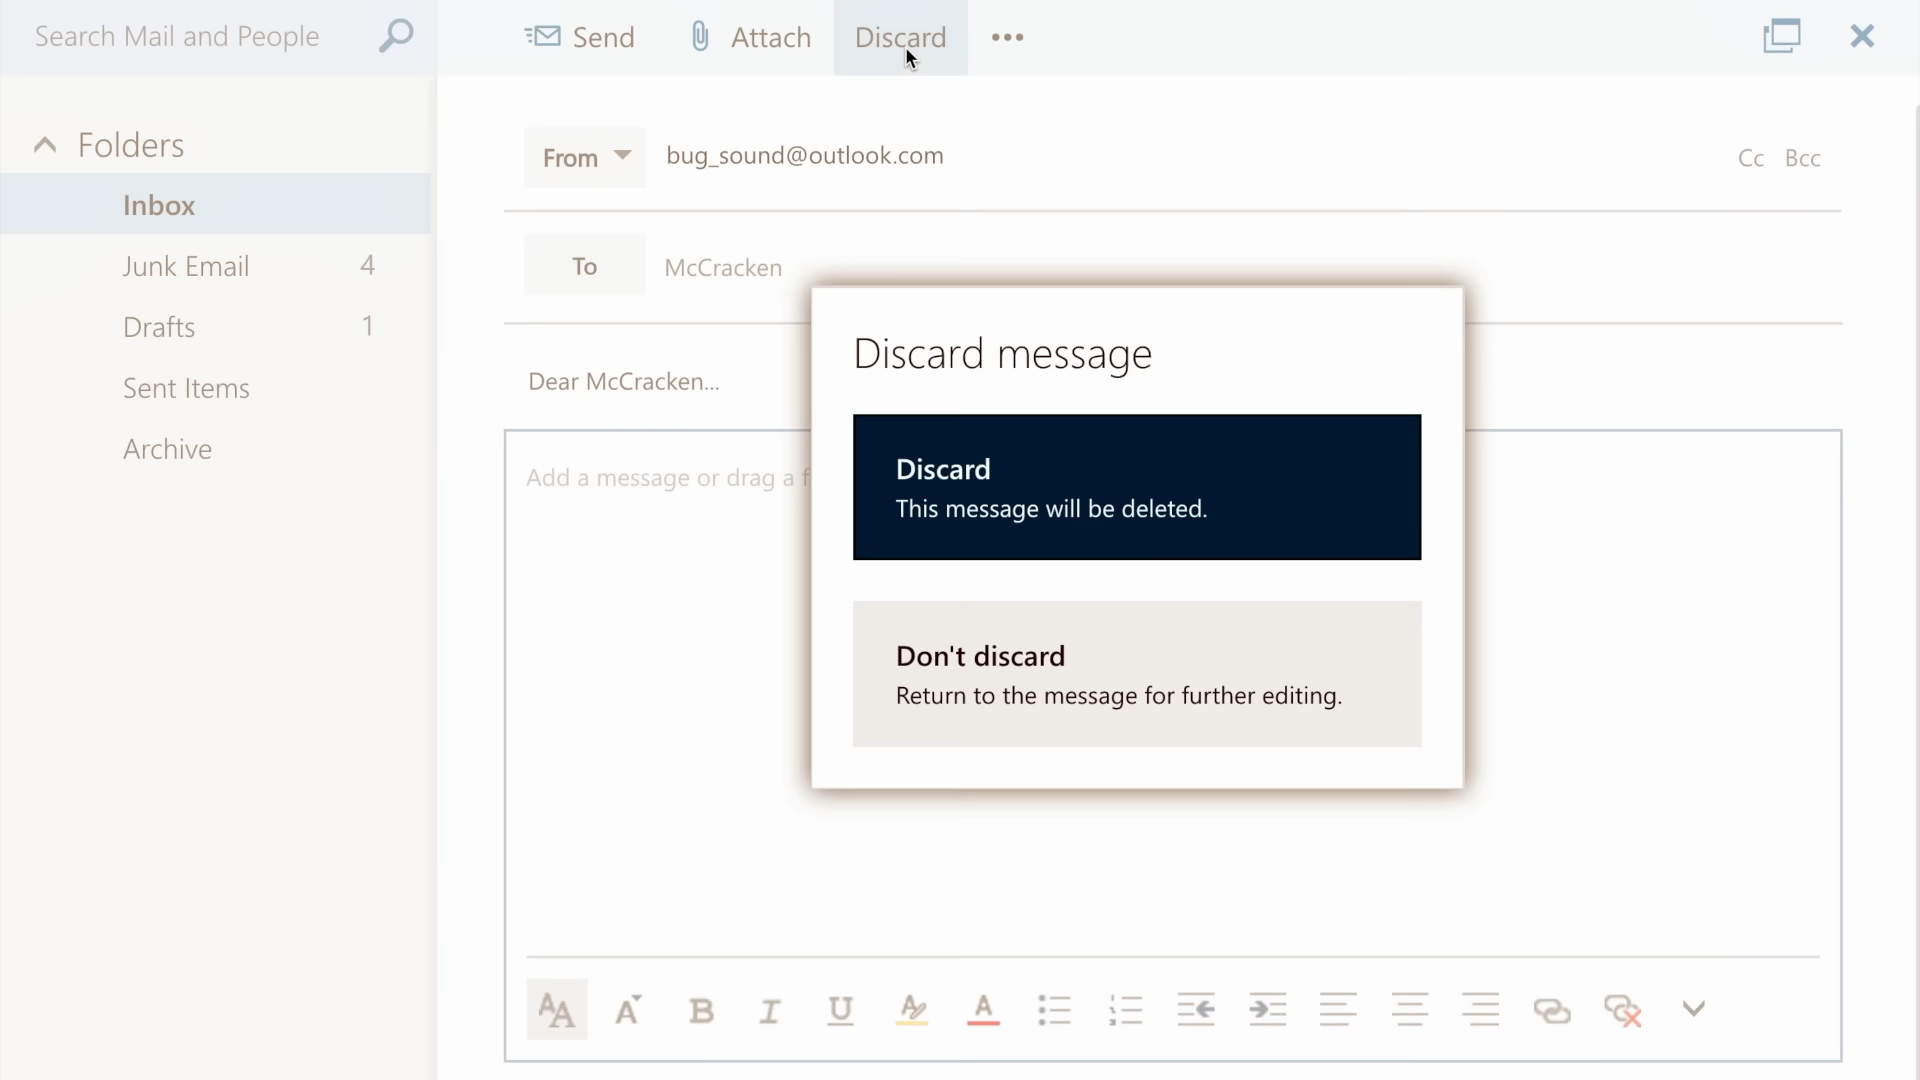 Search Mail and People
Send
Attach
Discard
Folders
Inbox
Junk Email 4
Drafts 1
Sent Items
Archive
From bug_sound@outlook.com
Cc Bcc
To McCracken
Dear McCracken...
Add a message or drag a
Discard message
Discard
This message will be deleted.
Don't discard
Return to the message for further editing.